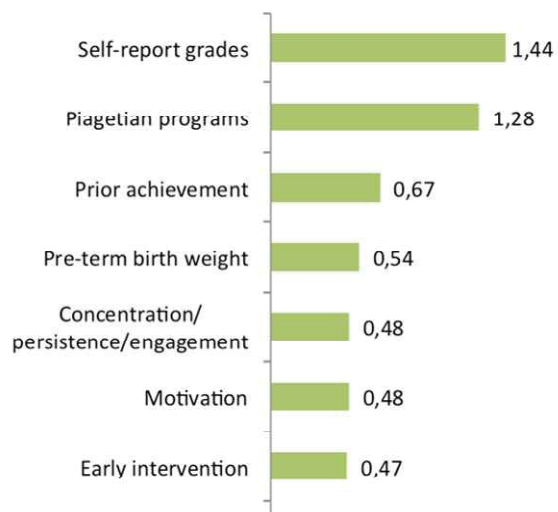 Self-report grades 1,44
Piagetian programs 1,28
Prior achievement 0,67
Pre-term birth weight 0,54
Concentration/
persistence/engagement 0,48
Motivation 0,48
Early intervention 0,47